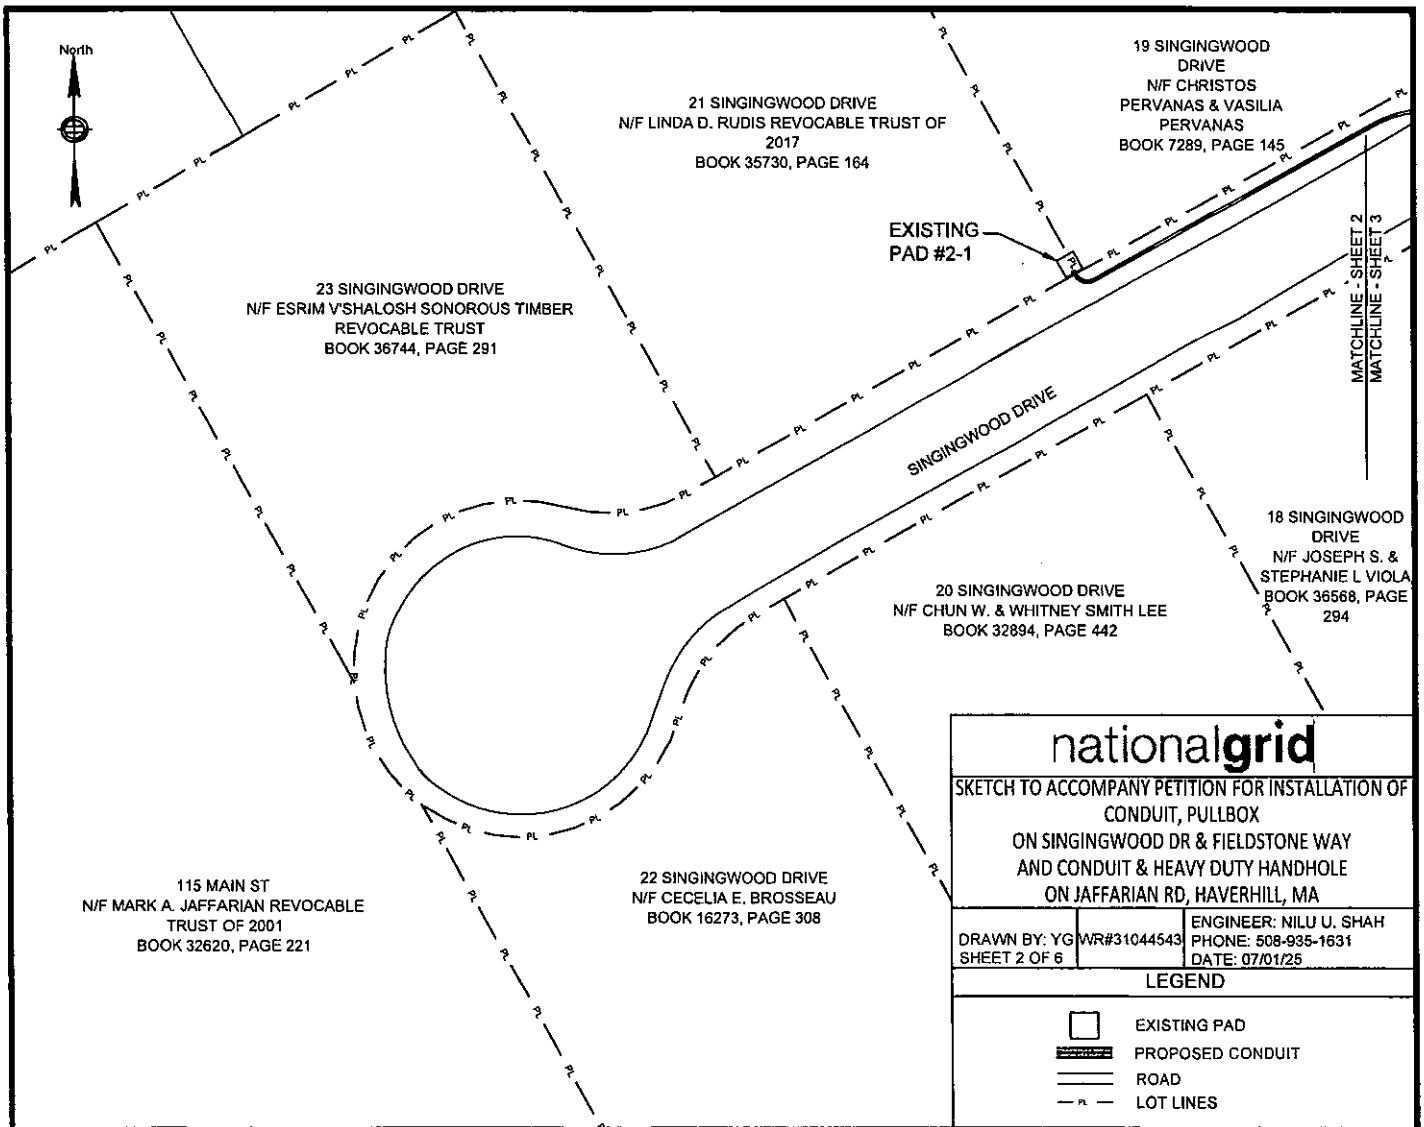 North
21 SINGINGWOOD DRIVE
N/F LINDA D. RUDIS REVOCABLE TRUST OF
2017
BOOK 35730, PAGE 164
19 SINGINGWOOD
DRIVE
N/F CHRISTOS
PERVANAS & VASILIA
PERVANAS
BOOK 7289, PAGE 145
EXISTING
PAD #2-1
MATCHLINE - SHEET 2
MATCHLINE - SHEET 3
23 SINGINGWOOD DRIVE
N/F ESRIM V'SHALOSH SONOROUS TIMBER
REVOCABLE TRUST
BOOK 36744, PAGE 291
SINGINGWOOD DRIVE
18 SINGINGWOOD
DRIVE
N/F JOSEPH S. &
STEPHANIE L VIOLA
BOOK 36568, PAGE
294
20 SINGINGWOOD DRIVE
N/F CHUN W. & WHITNEY SMITH LEE
BOOK 32894, PAGE 442
115 MAIN ST
N/F MARK A. JAFFARIAN REVOCABLE
TRUST OF 2001
BOOK 32620, PAGE 221
22 SINGINGWOOD DRIVE
N/F CECELIA E. BROSSEAU
BOOK 16273, PAGE 308
nationalgrid
SKETCH TO ACCOMPANY PETITION FOR INSTALLATION OF
CONDUIT, PULLBOX
ON SINGINGWOOD DR & FIELDSTONE WAY
AND CONDUIT & HEAVY DUTY HANDHOLE
ON JAFFARIAN RD, HAVERHILL, MA
DRAWN BY: YG
SHEET 2 OF 6
WR#31044543
ENGINEER: NILU U. SHAH
PHONE: 508-935-1631
DATE: 07/01/25
LEGEND
EXISTING PAD
PROPOSED CONDUIT
ROAD
PL LOT LINES